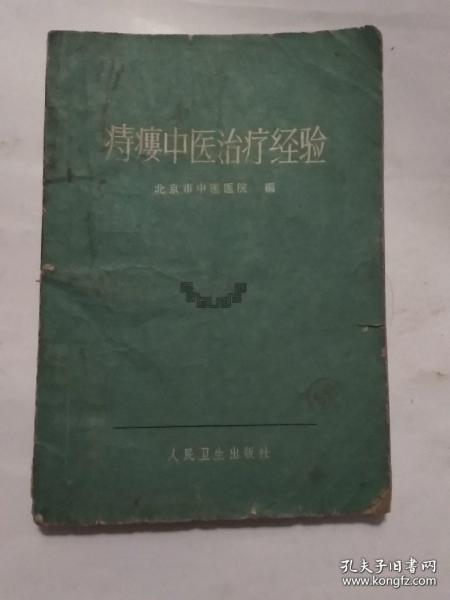 痔瘻中医治疗经验
北京市中医医院 编
人民卫生出版社
孔夫子旧书网
www.kongfz.com